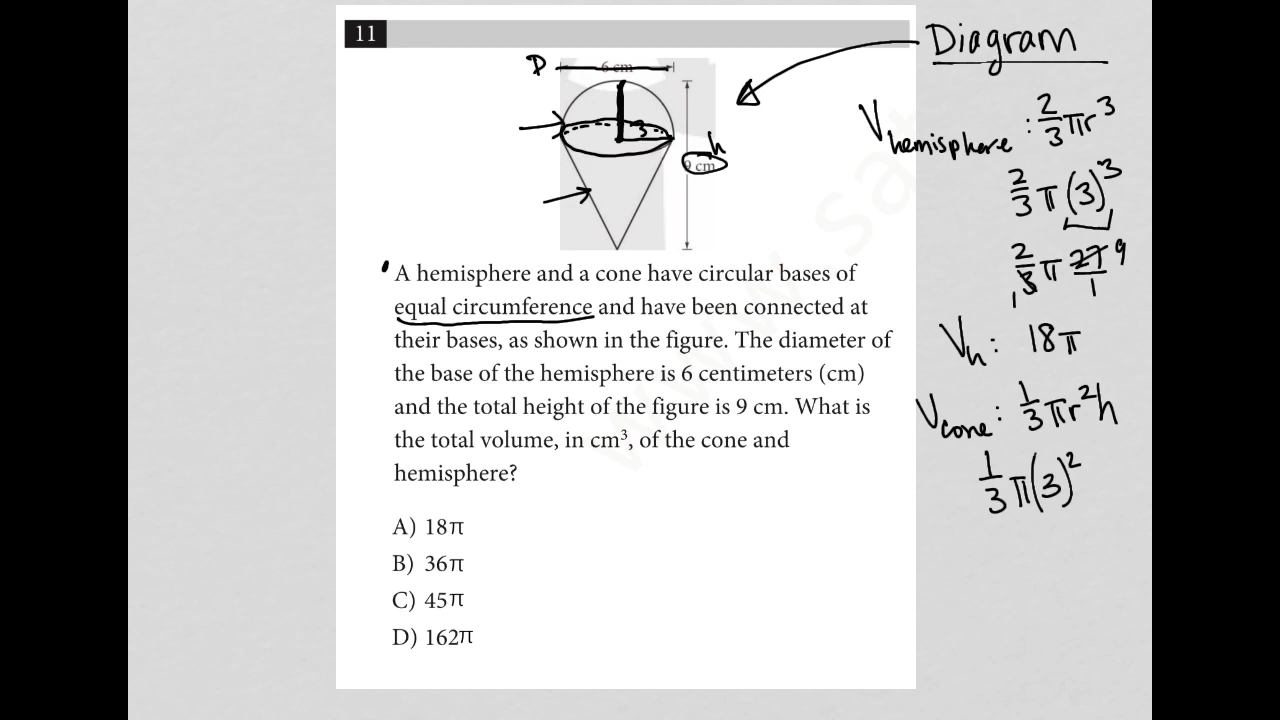 11
Diagram
D
6 cm
3
h
9 cm
V hemisphere : 2/3 πr³
2/3 π (3)³
2/3 π 27/1 9
1
V h : 18π
V cone : 1/3 πr²h
1/3 π(3)²
A hemisphere and a cone have circular bases of
equal circumference and have been connected at
their bases, as shown in the figure. The diameter of
the base of the hemisphere is 6 centimeters (cm)
and the total height of the figure is 9 cm. What is
the total volume, in cm³, of the cone and
hemisphere?
A) 18π
B) 36π
C) 45π
D) 162π